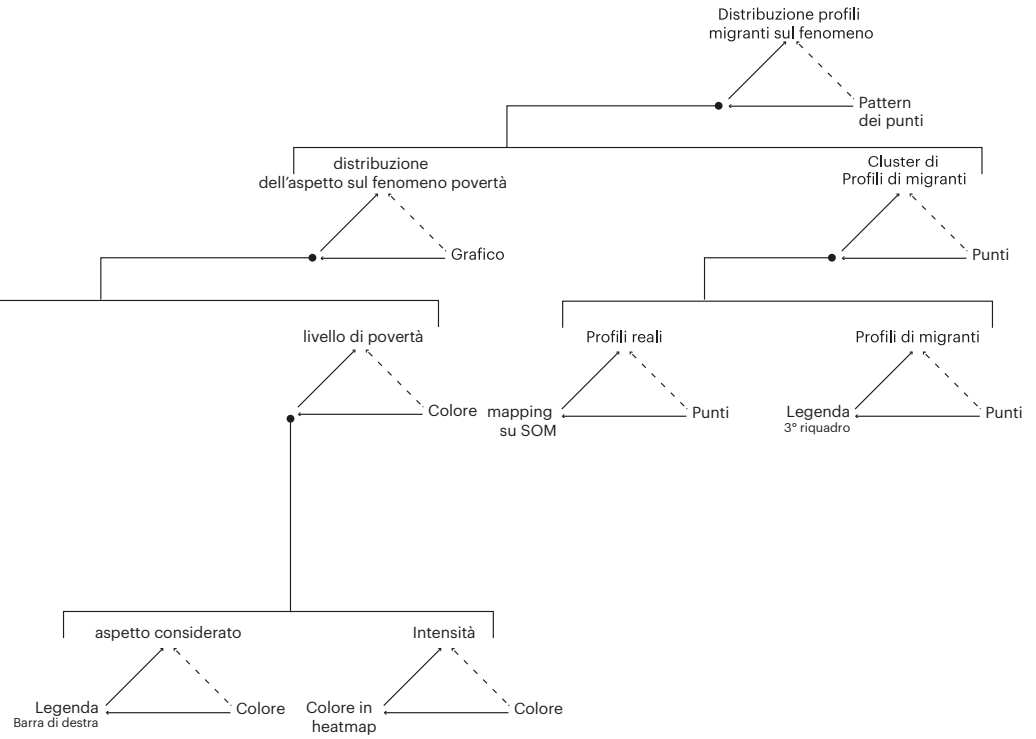 Distribuzione profili
migranti sul fenomeno
Pattern
dei punti
distribuzione
dell'aspetto sul fenomeno povertà
Grafico
Cluster di
Profili di migranti
Punti
livello di povertà
Colore
Profili reali
mapping
su SOM
Punti
Profili di migranti
Legenda
3° riquadro
Punti
aspetto considerato
Legenda
Barra di destra
Colore
Intensità
Colore in
heatmap
Colore